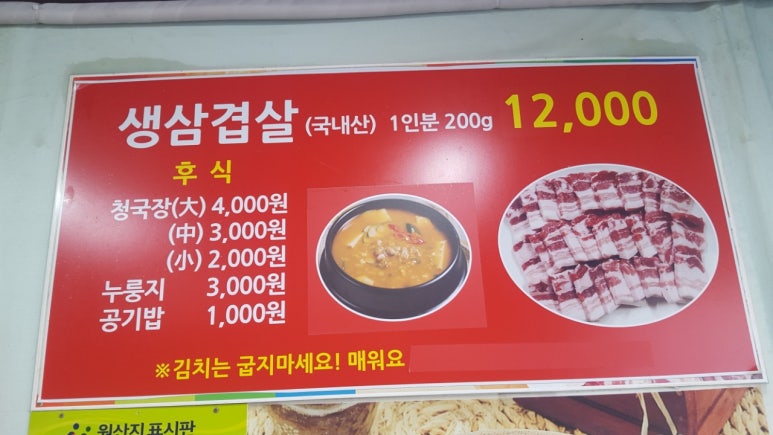 생삼겹살 (국내산) 1인분 200g 12,000
후 식
청국장(大) 4,000원
(中) 3,000원
(小) 2,000원
누룽지 3,000원
공기밥 1,000원
※김치는 굽지마세요! 매워요
원산지 표시판